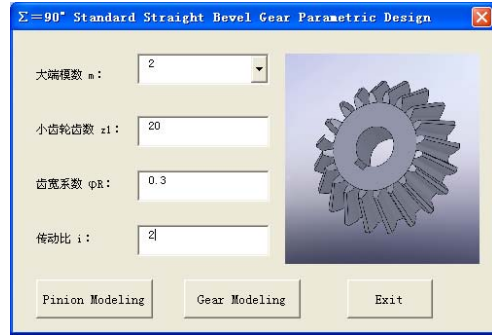 Σ=90° Standard Straight Bevel Gear Parametric Design
大端模数 m: 2
小齿轮齿数 z1: 20
齿宽系数 φR: 0.3
传动比 i: 2
Pinion Modeling Gear Modeling Exit